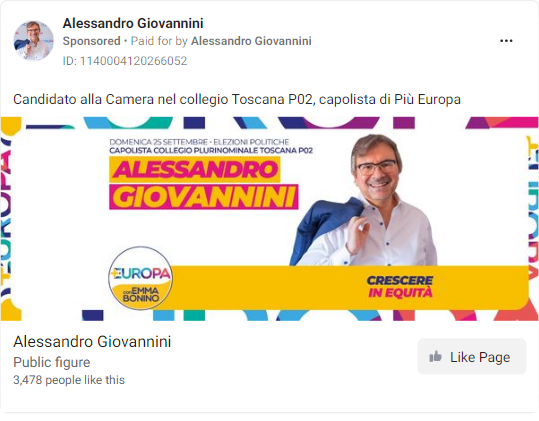 Alessandro Giovannini
Sponsored • Paid for by Alessandro Giovannini
ID: 1140004120266052
Candidato alla Camera nel collegio Toscana P02, capolista di Più Europa
DOMENICA 25 SETTEMBRE - ELEZIONI POLITICHE
CAPOLISTA COLLEGIO PLURINOMINALE TOSCANA P02
ALESSANDRO
GIOVANNINI
+EUROPA
CON EMMA
BONINO
CRESCERE
IN EQUITÀ
Alessandro Giovannini
Public figure
3,478 people like this
Like Page